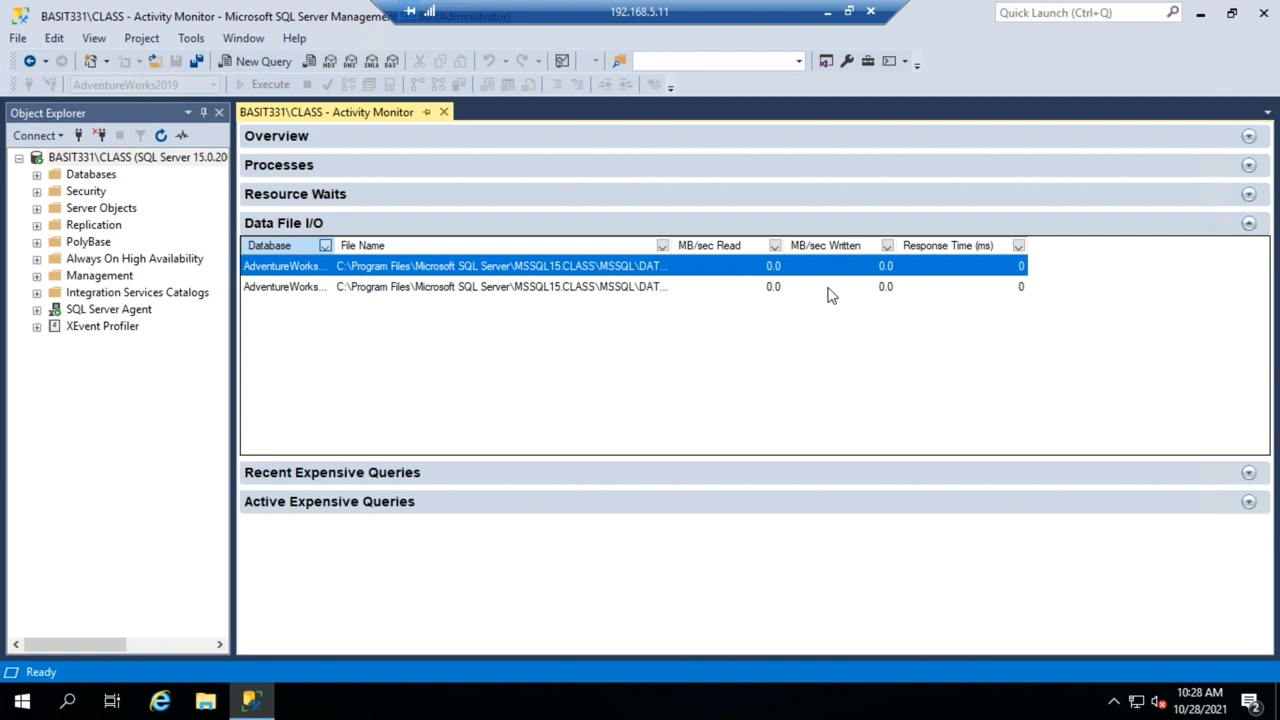 BASIT331\CLASS - Activity Monitor - Microsoft SQL Server Management (Administrator)
192.168.5.11
Quick Launch (Ctrl+Q)
File Edit View Project Tools Window Help
New Query
MDX DMX XMLA DAX
AdventureWorks2019
Execute
Object Explorer
BASIT331\CLASS - Activity Monitor
Connect
BASIT331\CLASS (SQL Server 15.0.20
Databases
Security
Server Objects
Replication
PolyBase
Always On High Availability
Management
Integration Services Catalogs
SQL Server Agent
XEvent Profiler
Overview
Processes
Resource Waits
Data File I/O
Database File Name MB/sec Read MB/sec Written Response Time (ms)
AdventureWorks... C:\Program Files\Microsoft SQL Server\MSSQL15.CLASS\MSSQL\DAT... 0.0 0.0 0
AdventureWorks... C:\Program Files\Microsoft SQL Server\MSSQL15.CLASS\MSSQL\DAT... 0.0 0.0 0
Recent Expensive Queries
Active Expensive Queries
Ready
10:28 AM
10/28/2021
2